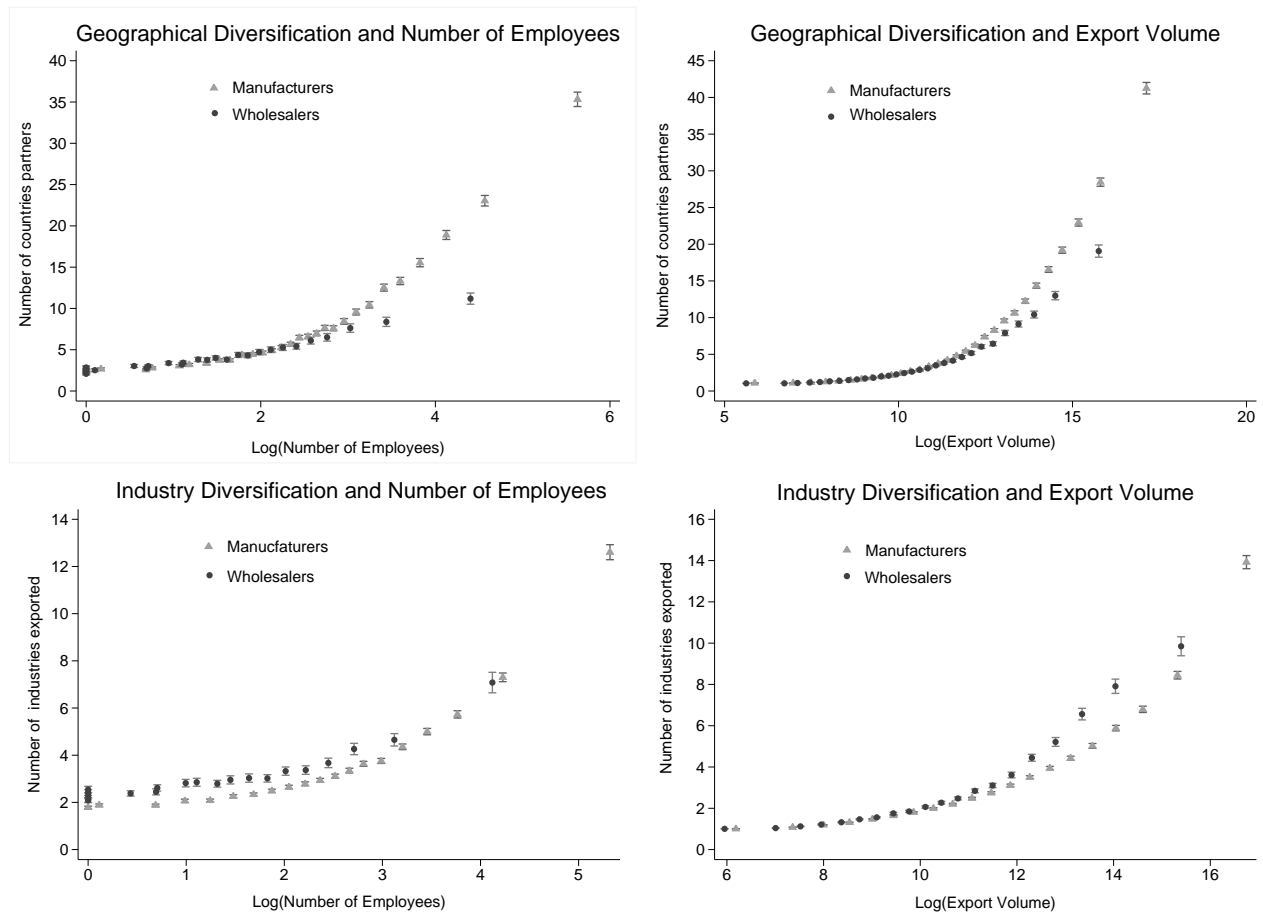 Geographical Diversification and Number of Employees
40
35
30
25
20
15
10
5
0
Number of countries partners
Manufacturers
Wholesalers
0 2 4 6
Log(Number of Employees)
Geographical Diversification and Export Volume
45
40
35
30
25
20
15
10
5
0
Number of countries partners
Manufacturers
Wholesalers
5 10 15 20
Log(Export Volume)
Industry Diversification and Number of Employees
14
12
10
8
6
4
2
0
Number of industries exported
Manucfaturers
Wholesalers
0 1 2 3 4 5
Log(Number of Employees)
Industry Diversification and Export Volume
16
14
12
10
8
6
4
2
0
Number of industries exported
Manufacturers
Wholesalers
6 8 10 12 14 16
Log(Export Volume)